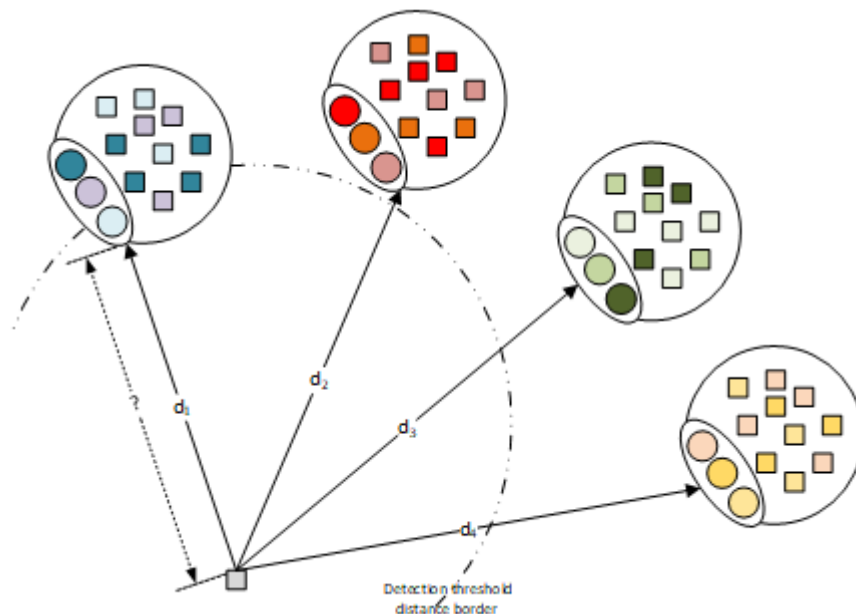 d₁
d₂
d₃
d₄
Detection threshold
distance border